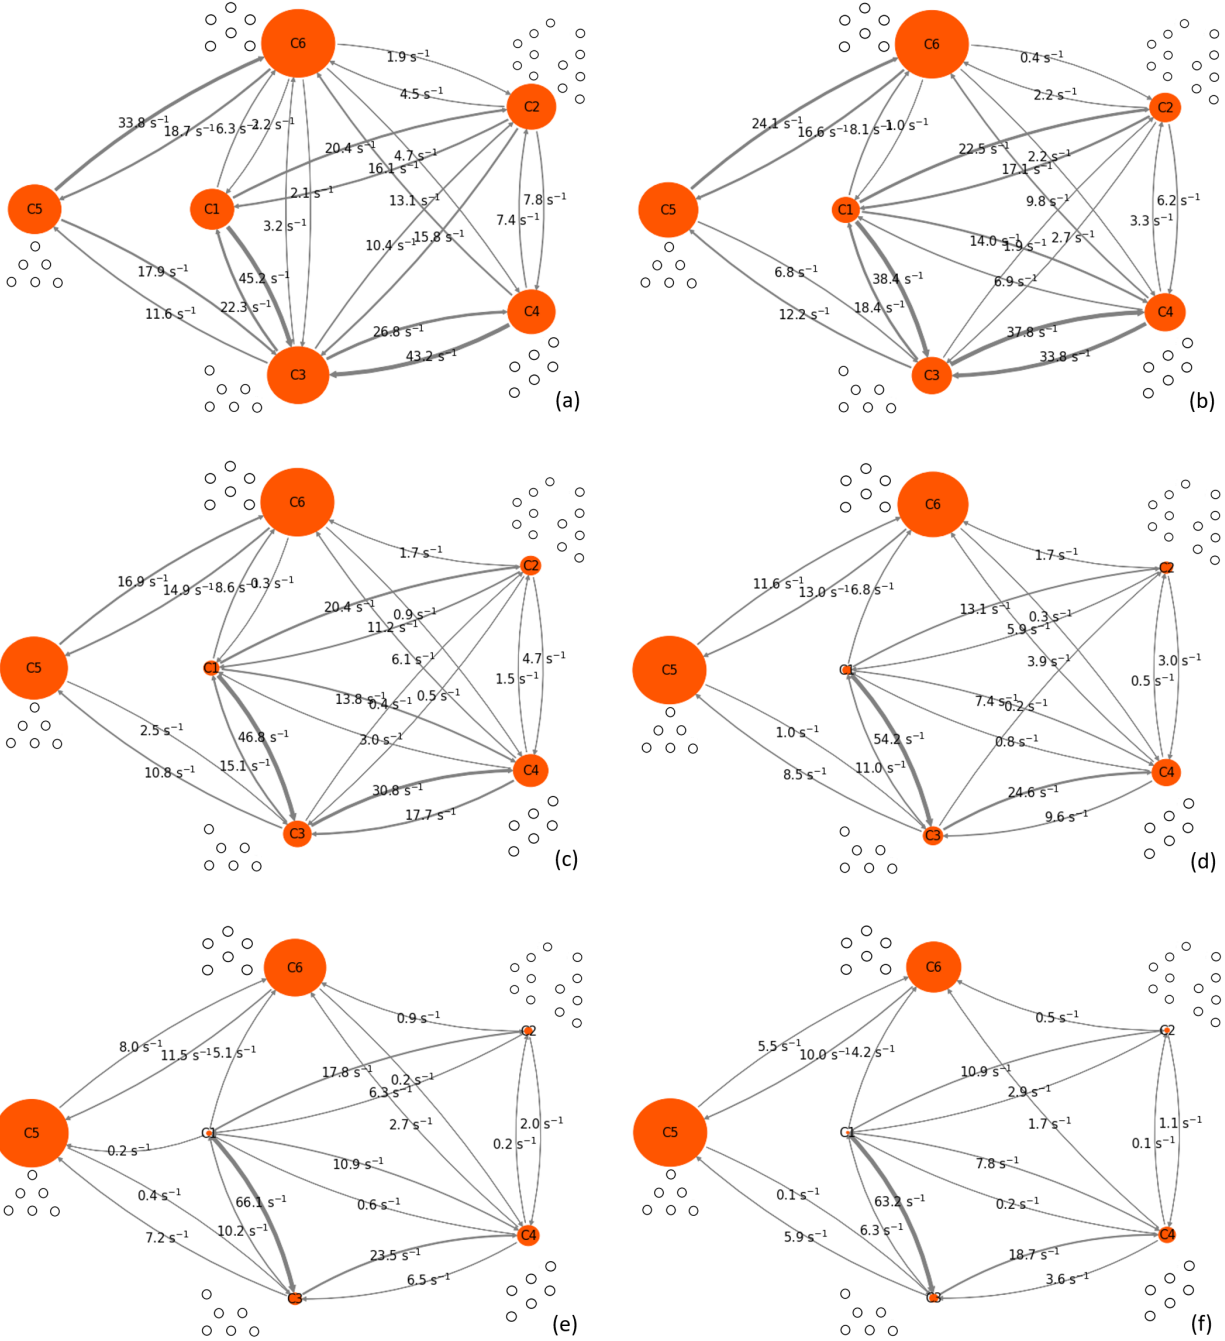 C6
1.9 s⁻¹
4.5 s⁻¹
C2
33.8 s⁻¹
18.7 s⁻¹
6.3 s⁻¹
2.2 s⁻¹
20.4 s⁻¹
4.7 s⁻¹
16.1 s⁻¹
C5
C1
2.1 s⁻¹
13.1 s⁻¹
7.8 s⁻¹
7.4 s⁻¹
3.2 s⁻¹
10.4 s⁻¹
15.8 s⁻¹
17.9 s⁻¹
45.2 s⁻¹
11.6 s⁻¹
22.3 s⁻¹
C4
26.8 s⁻¹
43.2 s⁻¹
C3
(a)
C6
0.4 s⁻¹
2.2 s⁻¹
C2
24.1 s⁻¹
16.6 s⁻¹
8.1 s⁻¹
1.0 s⁻¹
22.5 s⁻¹
2.2 s⁻¹
17.1 s⁻¹
C5
C1
9.8 s⁻¹
6.2 s⁻¹
3.3 s⁻¹
14.0 s⁻¹
1.9 s⁻¹
2.7 s⁻¹
6.8 s⁻¹
38.4 s⁻¹
6.9 s⁻¹
12.2 s⁻¹
18.4 s⁻¹
C4
37.8 s⁻¹
33.8 s⁻¹
C3
(b)
C6
1.7 s⁻¹
C2
16.9 s⁻¹
14.9 s⁻¹
8.6 s⁻¹
0.3 s⁻¹
20.4 s⁻¹
0.9 s⁻¹
11.2 s⁻¹
C5
C1
6.1 s⁻¹
4.7 s⁻¹
1.5 s⁻¹
13.8 s⁻¹
0.4 s⁻¹
0.5 s⁻¹
2.5 s⁻¹
46.8 s⁻¹
3.0 s⁻¹
10.8 s⁻¹
15.1 s⁻¹
C4
30.8 s⁻¹
17.7 s⁻¹
C3
(c)
C6
1.7 s⁻¹
C2
11.6 s⁻¹
13.0 s⁻¹
6.8 s⁻¹
13.1 s⁻¹
0.3 s⁻¹
5.9 s⁻¹
C5
C1
3.9 s⁻¹
3.0 s⁻¹
0.5 s⁻¹
7.4 s⁻¹
0.2 s⁻¹
1.0 s⁻¹
54.2 s⁻¹
0.8 s⁻¹
8.5 s⁻¹
11.0 s⁻¹
C4
24.6 s⁻¹
9.6 s⁻¹
C3
(d)
C6
0.9 s⁻¹
C2
8.0 s⁻¹
11.5 s⁻¹
5.1 s⁻¹
17.8 s⁻¹
0.2 s⁻¹
6.3 s⁻¹
C5
C1
2.7 s⁻¹
2.0 s⁻¹
0.2 s⁻¹
0.2 s⁻¹
10.9 s⁻¹
0.4 s⁻¹
66.1 s⁻¹
0.6 s⁻¹
7.2 s⁻¹
10.2 s⁻¹
C4
23.5 s⁻¹
6.5 s⁻¹
C3
(e)
C6
0.5 s⁻¹
C2
5.5 s⁻¹
10.0 s⁻¹
4.2 s⁻¹
10.9 s⁻¹
2.9 s⁻¹
C5
C1
1.7 s⁻¹
1.1 s⁻¹
0.1 s⁻¹
7.8 s⁻¹
0.1 s⁻¹
63.2 s⁻¹
0.2 s⁻¹
5.9 s⁻¹
6.3 s⁻¹
C4
18.7 s⁻¹
3.6 s⁻¹
C3
(f)